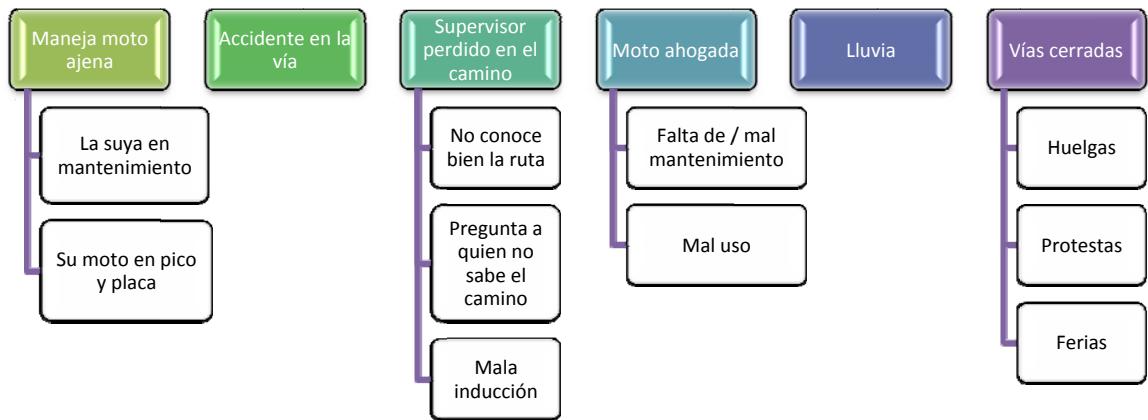 Maneja moto
ajena
La suya en
mantenimiento
Su moto en pico
y placa
Accidente en la
vía
Supervisor
perdido en el
camino
No conoce
bien la ruta
Pregunta a
quien no
sabe el
camino
Mala
inducción
Moto ahogada
Falta de / mal
mantenimiento
Mal uso
Lluvia
Vías cerradas
Huelgas
Protestas
Ferias